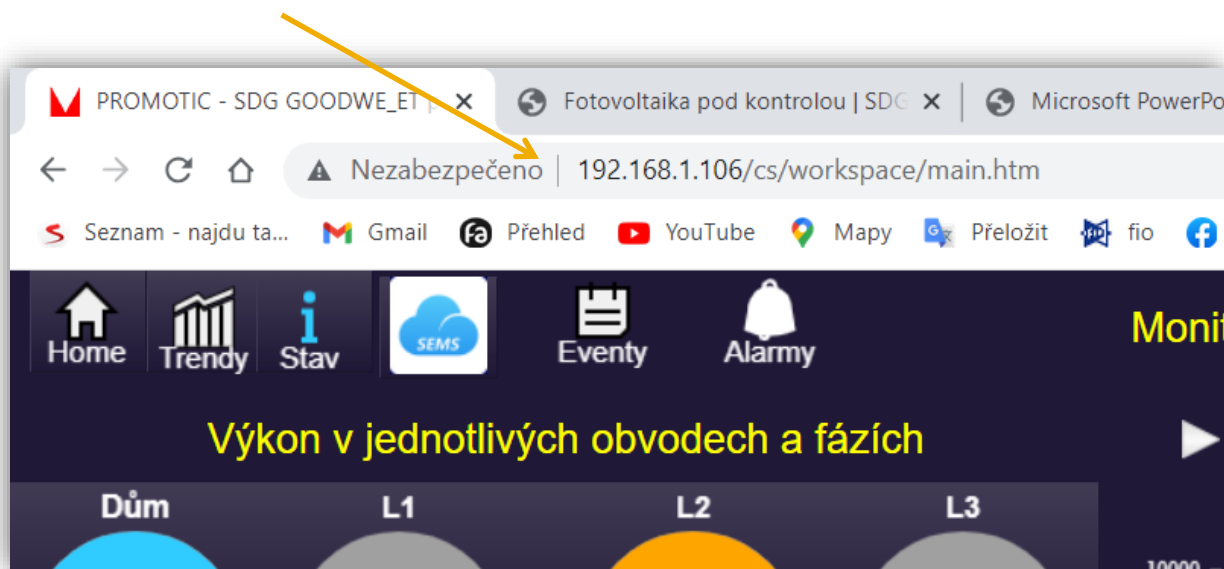 PROMOTIC - SDG GOODWE_ET
Fotovoltaika pod kontrolou | SDG
Microsoft PowerPo
Nezabezpečeno | 192.168.1.106/cs/workspace/main.htm
Seznam - najdu ta...
Gmail
Přehled
YouTube
Mapy
Přeložit
fio
Home
Trendy
Stav
SEMS
Eventy
Alarmy
Monit
Výkon v jednotlivých obvodech a fázích
Dům
L1
L2
L3
10000